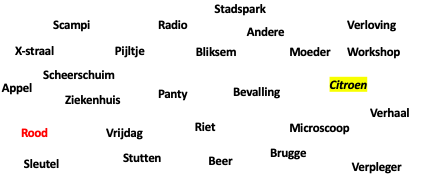 Stadspark
Scampi
Radio
Andere
Verloving
X-straal
Pijltje
Bliksem
Moeder
Workshop
Scheerschuim
Appel
Ziekenhuis
Panty
Bevalling
Citroen
Verhaal
Rood
Vrijdag
Riet
Microscoop
Sleutel
Stutten
Beer
Brugge
Verpleger